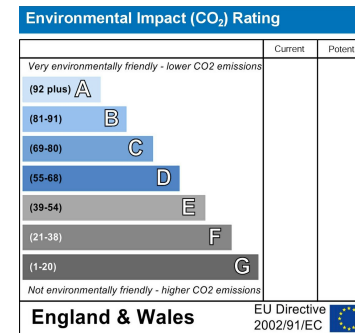 Environmental Impact (CO₂) Rating
Current Potent
Very environmentally friendly - lower CO2 emissions
(92 plus) A
(81-91) B
(69-80) C
(55-68) D
(39-54) E
(21-38) F
(1-20) G
Not environmentally friendly - higher CO2 emissions
England & Wales
EU Directive
2002/91/EC